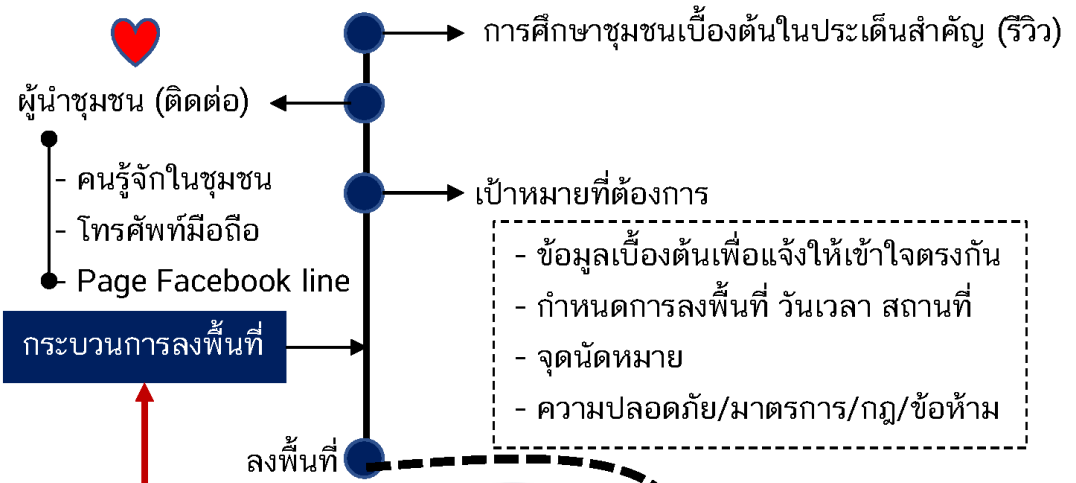 การศึกษาชุมชนเบื้องต้นในประเด็นสำคัญ (รีวิว)
ผู้นำชุมชน (ติดต่อ)
- คนรู้จักในชุมชน
- โทรศัพท์มือถือ
- Page Facebook line
เป้าหมายที่ต้องการ
- ข้อมูลเบื้องต้นเพื่อแจ้งให้เข้าใจตรงกัน
- กำหนดการลงพื้นที่ วันเวลา สถานที่
- จุดนัดหมาย
- ความปลอดภัย/มาตรการ/กฎ/ข้อห้าม
กระบวนการลงพื้นที่
ลงพื้นที่